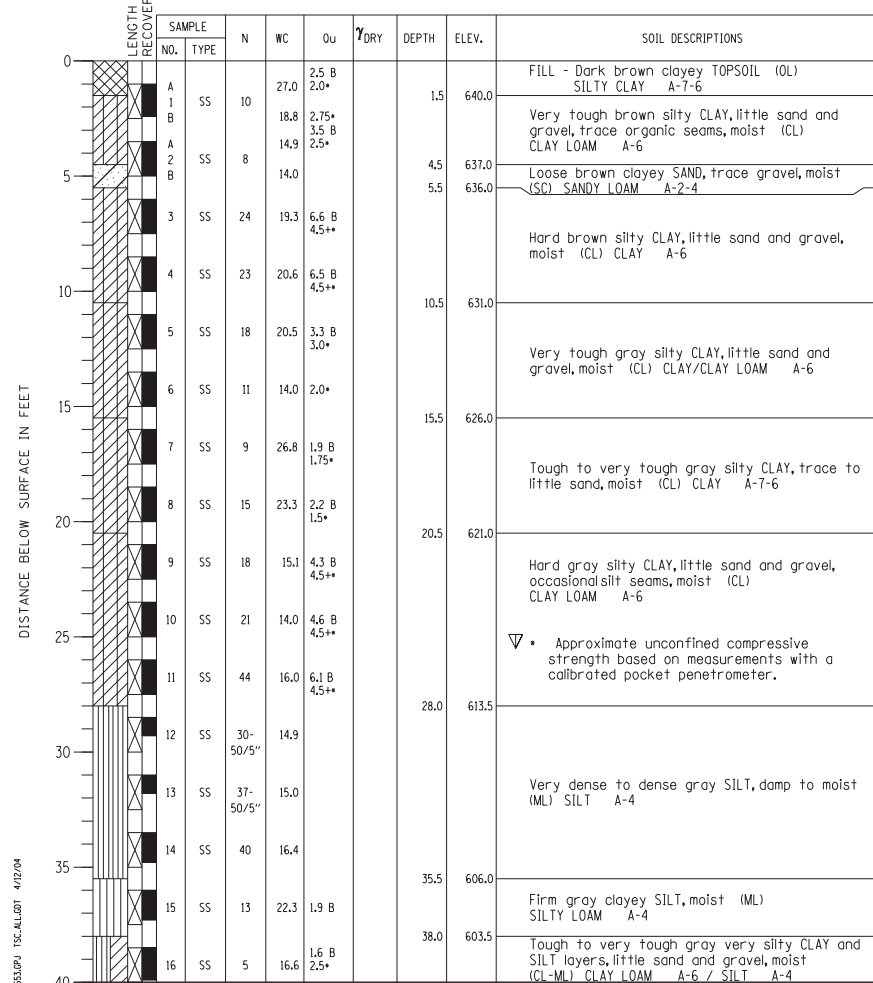 LENGTH
RECOVERY
SAMPLE
NO. TYPE N WC Qu γDRY DEPTH ELEV. SOIL DESCRIPTIONS
0
2.5 B FILL - Dark brown clayey TOPSOIL (OL)
A 27.0 2.0* SILTY CLAY A-7-6
1 SS 10 1.5 640.0
B 18.8 2.75* Very tough brown silty CLAY, little sand and
3.5 B gravel, trace organic seams, moist (CL)
A 14.9 2.5* CLAY LOAM A-6
2 SS 8 4.5 637.0
B 14.0 Loose brown clayey SAND, trace gravel, moist
5 5.5 636.0 (SC) SANDY LOAM A-2-4
3 SS 24 19.3 6.6 B
4.5+*
Hard brown silty CLAY, little sand and gravel,
moist (CL) CLAY A-6
4 SS 23 20.6 6.5 B
4.5+*
10 10.5 631.0
5 SS 18 20.5 3.3 B
3.0*
Very tough gray silty CLAY, little sand and
gravel, moist (CL) CLAY/CLAY LOAM A-6
6 SS 11 14.0 2.0*
15 15.5 626.0
7 SS 9 26.8 1.9 B
1.75*
Tough to very tough gray silty CLAY, trace to
little sand, moist (CL) CLAY A-7-6
8 SS 15 23.3 2.2 B
1.5*
20 20.5 621.0
9 SS 18 15.1 4.3 B
4.5+*
Hard gray silty CLAY, little sand and gravel,
occasional silt seams, moist (CL)
CLAY LOAM A-6
10 SS 21 14.0 4.6 B
4.5+*
25
* Approximate unconfined compressive
strength based on measurements with a
calibrated pocket penetrometer.
11 SS 44 16.0 6.1 B
4.5+*
28.0 613.5
12 SS 30- 14.9
50/5"
30
13 SS 37- 15.0
50/5"
Very dense to dense gray SILT, damp to moist
(ML) SILT A-4
14 SS 40 16.4
35 35.5 606.0
15 SS 13 22.3 1.9 B
Firm gray clayey SILT, moist (ML)
SILTY LOAM A-4
38.0 603.5
1.6 B Tough to very tough gray very silty CLAY and
16 SS 5 16.6 2.5* SILT layers, little sand and gravel, moist
40 (CL-ML) CLAY LOAM A-6 / SILT A-4
DISTANCE BELOW SURFACE IN FEET
TSC_ALL.GDT 4/12/04